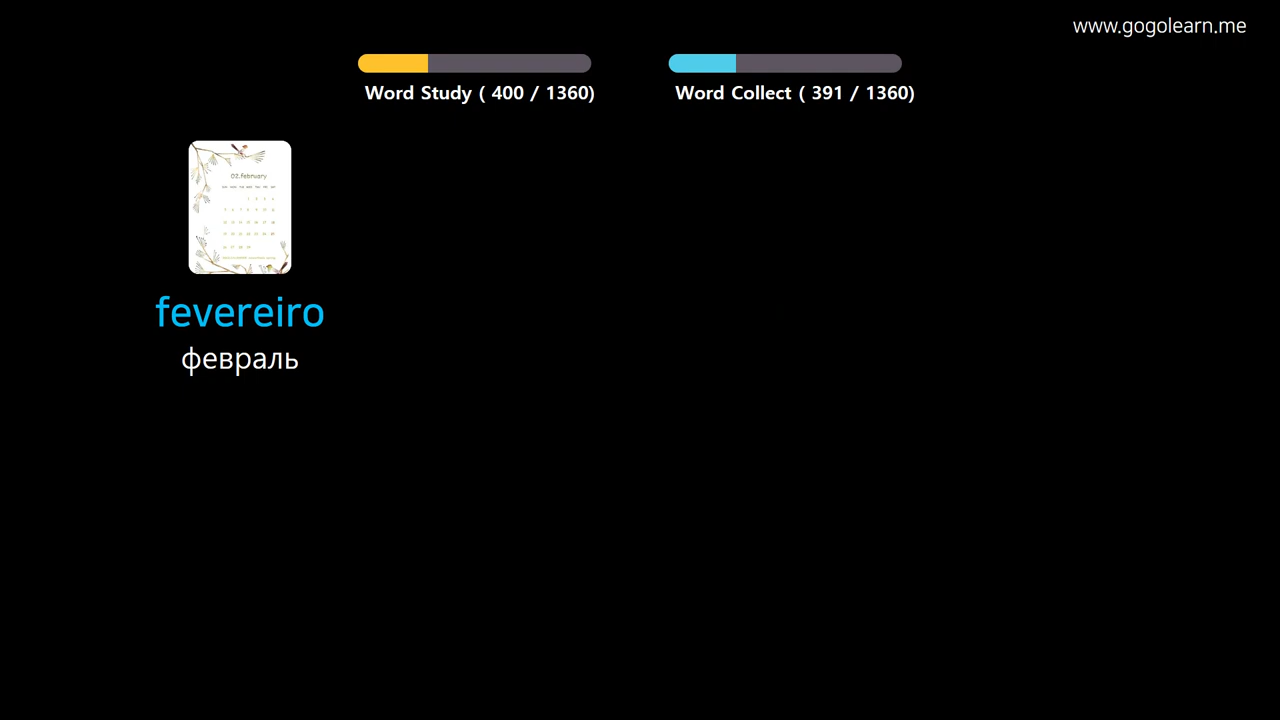 www.gogolearn.me
Word Study ( 400 / 1360)
Word Collect ( 391 / 1360)
02.february
fevereiro
февраль